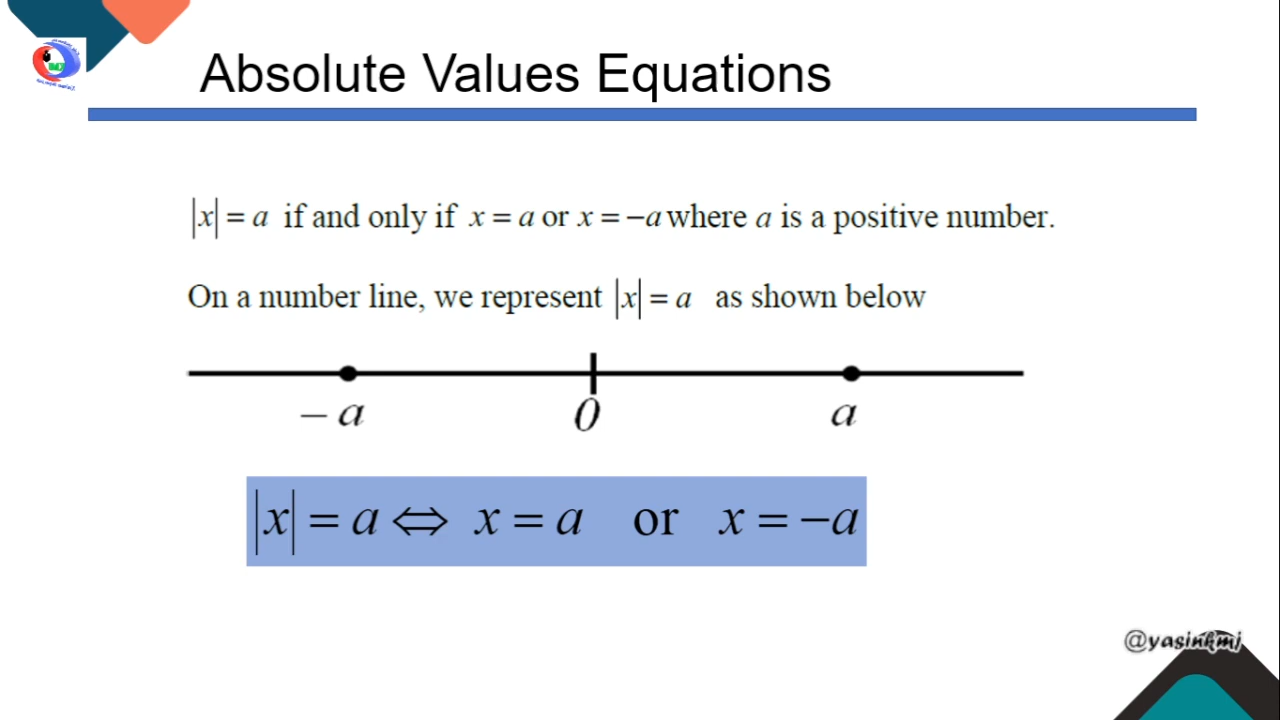 Absolute Values Equations
|x| = a if and only if x = a or x = −a where a is a positive number.
On a number line, we represent |x| = a as shown below
− a 0 a
|x| = a ⇔ x = a or x = −a
@yasinkmj